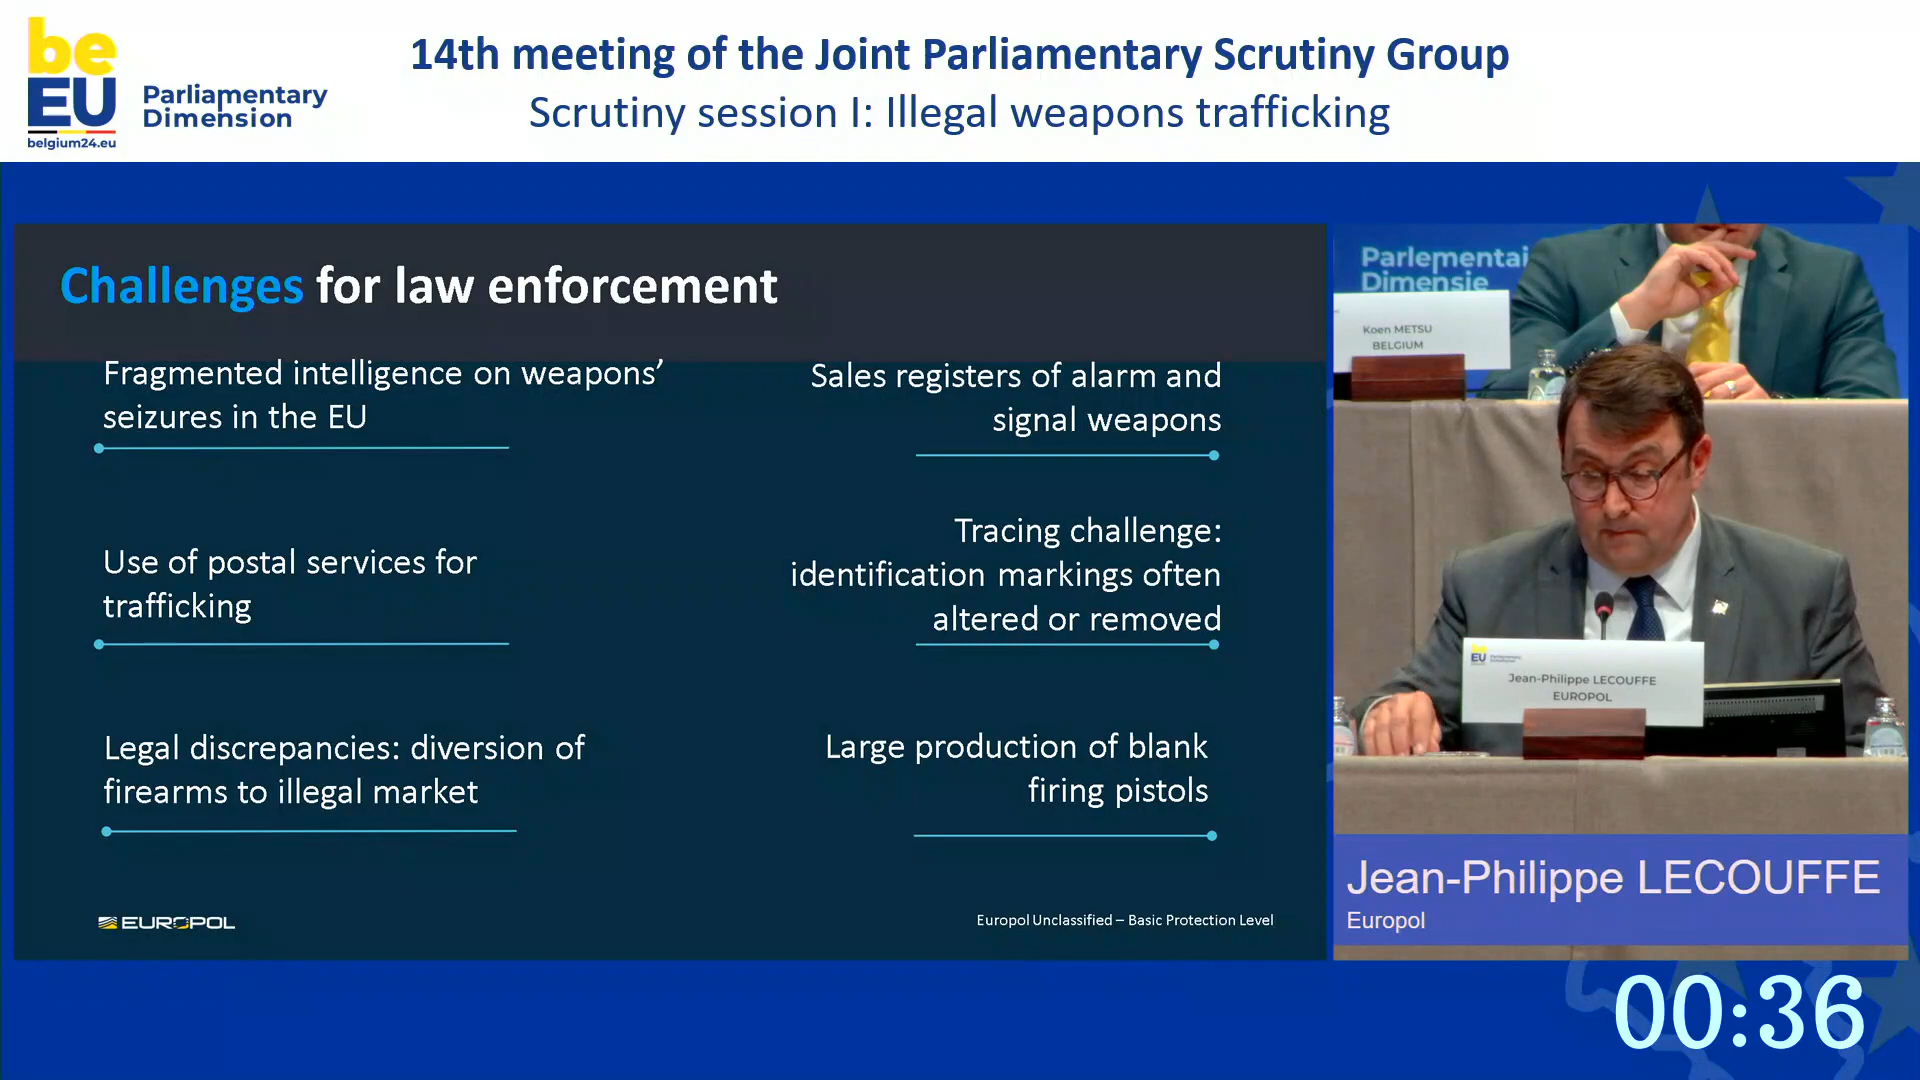 be
EU
belgium24.eu
Parliamentary
Dimension
14th meeting of the Joint Parliamentary Scrutiny Group
Scrutiny session I: Illegal weapons trafficking
Challenges for law enforcement
Fragmented intelligence on weapons’
seizures in the EU
Use of postal services for
trafficking
Legal discrepancies: diversion of
firearms to illegal market
Sales registers of alarm and
signal weapons
Tracing challenge:
identification markings often
altered or removed
Large production of blank
firing pistols
EUROPOL
Europol Unclassified – Basic Protection Level
Parlementai
Dimensie
Koen METSU
BELGIUM
be
EU
Jean-Philippe LECOUFFE
EUROPOL
Jean-Philippe LECOUFFE
Europol
00:36